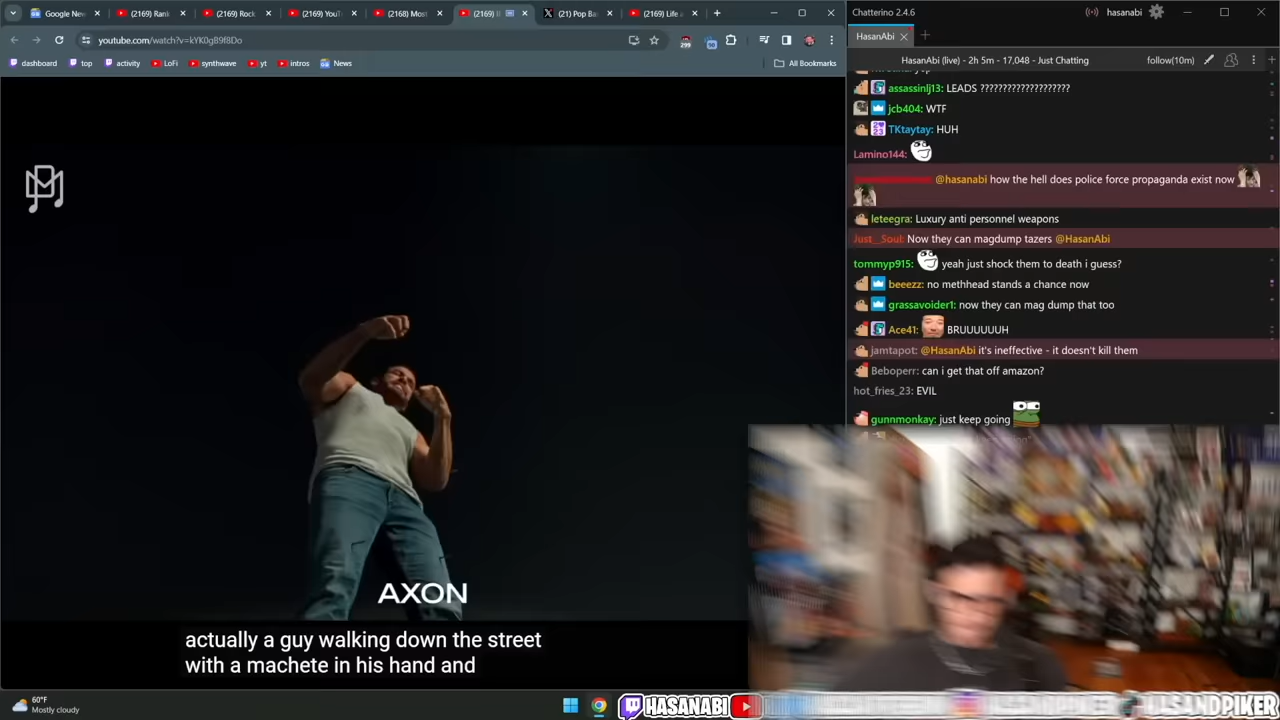 Google New
(2169) Rank
(2169) Rock
(2169) YouT
(2168) Most
(21) Pop Ba
(2169) Life a
youtube.com/watch?v=kYK0gB9f8Do
299
dashboard
top
activity
LoFi
synthwave
yt
intros
News
All Bookmarks
AXON
actually a guy walking down the street
with a machete in his hand and
Chatterino 2.4.6
hasanabi
HasanAbi
HasanAbi (live) - 2h 5m - 17,048 - Just Chatting
follow(10m)
assassinlj13: LEADS ????????????????????
jcb404: WTF
TKtaytay: HUH
Lamino144:
@hasanabi how the hell does police force propaganda exist now
leteegra: Luxury anti personnel weapons
Just__Soul: Now they can magdump tazers @HasanAbi
tommyp915: yeah just shock them to death i guess?
beeezz: no methhead stands a chance now
grassavoider1: now they can mag dump that too
Ace41: BRUUUUUUH
jamtapot: @HasanAbi it's ineffective - it doesn't kill them
Beboperr: can i get that off amazon?
hot_fries_23: EVIL
gunnmonkay: just keep going
60°F
Mostly cloudy
HASANABI
HASANDPIKER